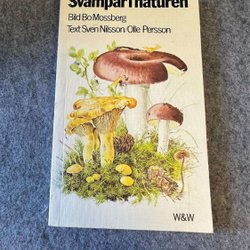 Svampar i naturen
Bild Bo Mossberg
Text Sven Nilsson/Olle Persson
W&W